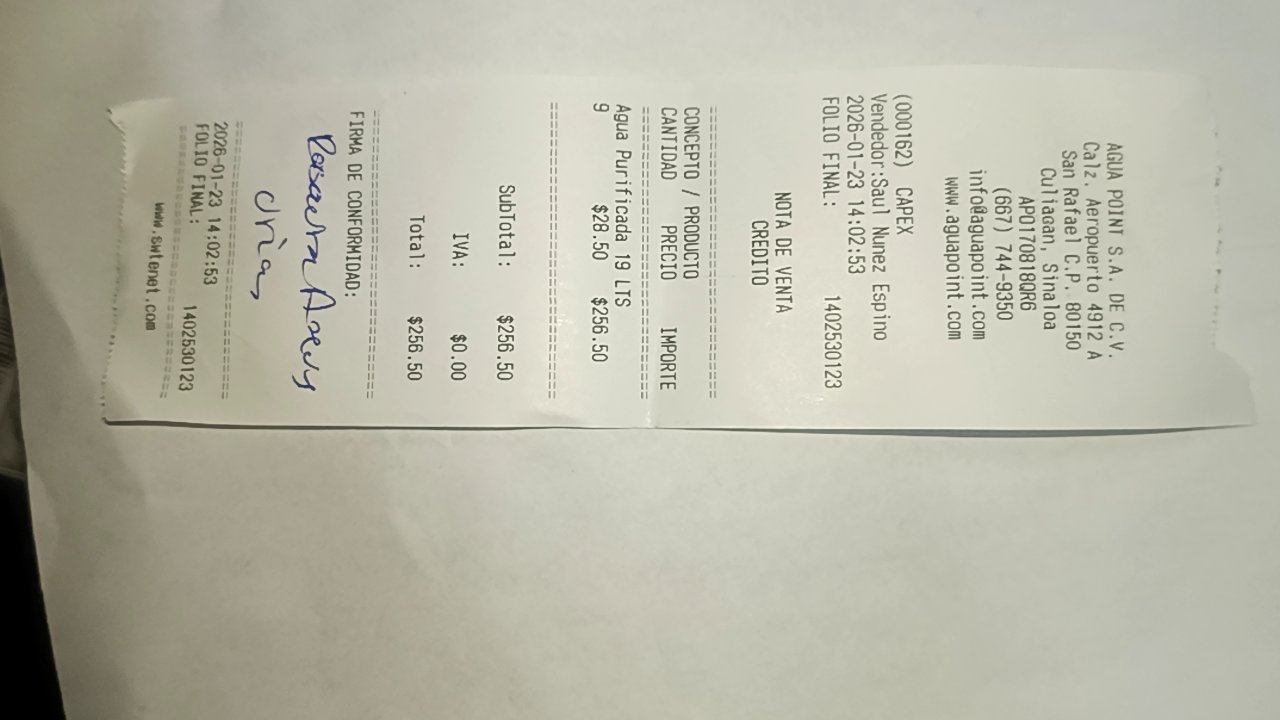 AGUA POINT S.A. DE C.V.
Calz. Aeropuerto 4912 A
San Rafael C.P. 80150
Culiacan, Sinaloa
APO170818QR6
(667) 744-9350
info@aguapoint.com
www.aguapoint.com
(000162) CAPEX
Vendedor:Saul Nunez Espino
2026-01-23 14:02:53
FOLIO FINAL: 1402530123
NOTA DE VENTA
CREDITO
==============================
CONCEPTO / PRODUCTO
CANTIDAD PRECIO IMPORTE
==============================
Agua Purificada 19 LTS
9 $28.50 $256.50
==============================
SubTotal: $256.50
IVA: $0.00
Total: $256.50
==============================
FIRMA DE CONFORMIDAD:
==============================
2026-01-23 14:02:53
FOLIO FINAL: 1402530123
==============================
www.swtenet.com